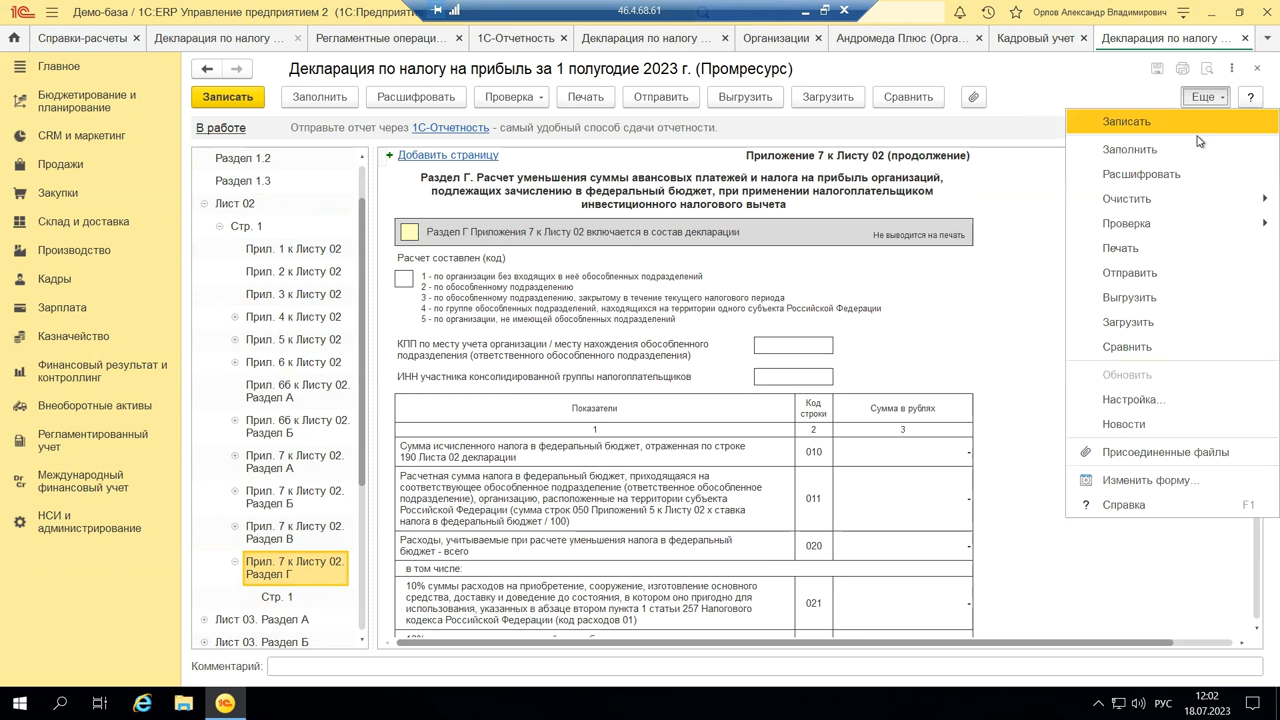 Демо-база / 1С:ERP Управление предприятием 2 (1С:Предприятие
46.4.68.61
Орлов Александр Владимирович
Справки-расчеты
Декларация по налогу ...
Регламентные операци...
1С-Отчетность
Декларация по налогу ...
Организации
Андромеда Плюс (Орга...
Кадровый учет
Декларация по налогу ...
Главное
Бюджетирование и
планирование
CRM и маркетинг
Продажи
Закупки
Склад и доставка
Производство
Кадры
Зарплата
Казначейство
Финансовый результат и
контроллинг
Внеоборотные активы
Регламентированный
учет
Международный
финансовый учет
НСИ и
администрирование
Декларация по налогу на прибыль за 1 полугодие 2023 г. (Промресурс)
Записать
Заполнить
Расшифровать
Проверка
Печать
Отправить
Выгрузить
Загрузить
Сравнить
Еще
?
В работе
Отправьте отчет через 1С-Отчетность - самый удобный способ сдачи отчетности.
Раздел 1.2
Раздел 1.3
Лист 02
Стр. 1
Прил. 1 к Листу 02
Прил. 2 к Листу 02
Прил. 3 к Листу 02
Прил. 4 к Листу 02
Прил. 5 к Листу 02
Прил. 6 к Листу 02
Прил. 6б к Листу 02.
Раздел А
Прил. 6б к Листу 02.
Раздел Б
Прил. 7 к Листу 02.
Раздел А
Прил. 7 к Листу 02.
Раздел Б
Прил. 7 к Листу 02.
Раздел В
Прил. 7 к Листу 02.
Раздел Г
Стр. 1
Лист 03. Раздел А
Лист 03. Раздел Б
Добавить страницу
Приложение 7 к Листу 02 (продолжение)
Раздел Г. Расчет уменьшения суммы авансовых платежей и налога на прибыль организаций,
подлежащих зачислению в федеральный бюджет, при применении налогоплательщиком
инвестиционного налогового вычета
Раздел Г Приложения 7 к Листу 02 включается в состав декларации
Не выводится на печать
Расчет составлен (код)
1 - по организации без входящих в неё обособленных подразделений
2 - по обособленному подразделению
3 - по обособленному подразделению, закрытому в течение текущего налогового периода
4 - по группе обособленных подразделений, находящихся на территории одного субъекта Российской Федерации
5 - по организации, не имеющей обособленных подразделений
КПП по месту учета организации / месту нахождения обособленного
подразделения (ответственного обособленного подразделения)
ИНН участника консолидированной группы налогоплательщиков
Показатели
Код
строки
Сумма в рублях
1 2 3
Сумма исчисленного налога в федеральный бюджет, отраженная по строке
190 Листа 02 декларации
010 -
Расчетная сумма налога в федеральный бюджет, приходящаяся на
соответствующее обособленное подразделение (ответственное обособленное
подразделение), организацию, расположенные на территории субъекта
Российской Федерации (сумма строк 050 Приложений 5 к Листу 02 х ставка
налога в федеральный бюджет / 100)
011 -
Расходы, учитываемые при расчете уменьшения налога в федеральный
бюджет - всего
020 -
в том числе:
10% суммы расходов на приобретение, сооружение, изготовление основного
средства, доставку и доведение до состояния, в котором оно пригодно для
использования, указанных в абзаце втором пункта 1 статьи 257 Налогового
кодекса Российской Федерации (код расходов 01)
021 -
Комментарий:
Записать
Заполнить
Расшифровать
Очистить
Проверка
Печать
Отправить
Выгрузить
Загрузить
Сравнить
Обновить
Настройка...
Новости
Присоединенные файлы
Изменить форму...
? Справка F1
РУС
12:02
18.07.2023